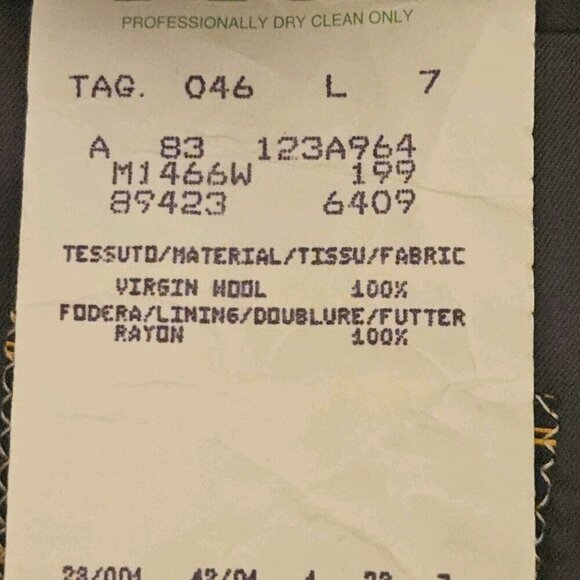 PROFESSIONALLY DRY CLEAN ONLY
TAG. 046 L 7
A 83 123A964
M1466W 199
89423 6409
TESSUTO/MATERIAL/TISSU/FABRIC
VIRGIN WOOL 100%
FODERA/LINING/DOUBLURE/FUTTER
RAYON 100%